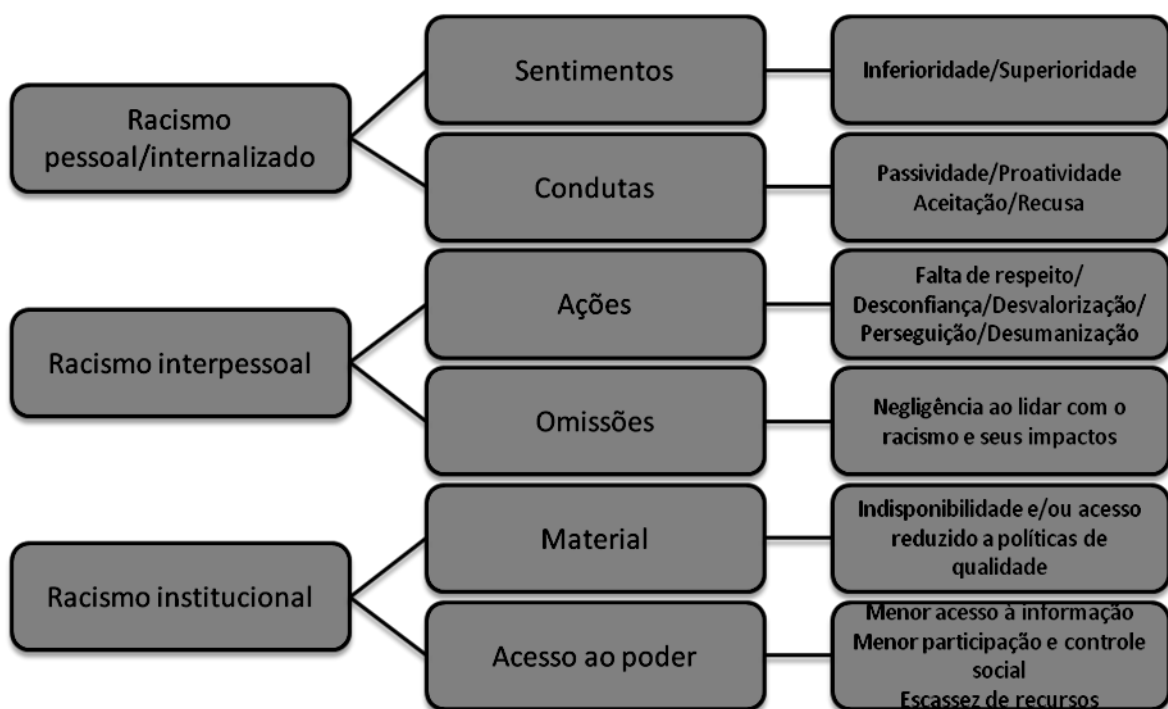 Racismo
pessoal/internalizado
Sentimentos
Inferioridade/Superioridade
Condutas
Passividade/Proatividade
Aceitação/Recusa
Racismo interpessoal
Ações
Falta de respeito/
Desconfiança/Desvalorização/
Perseguição/Desumanização
Omissões
Negligência ao lidar com o
racismo e seus impactos
Racismo institucional
Material
Indisponibilidade e/ou acesso
reduzido a políticas de
qualidade
Acesso ao poder
Menor acesso à informação
Menor participação e controle
social
Escassez de recursos